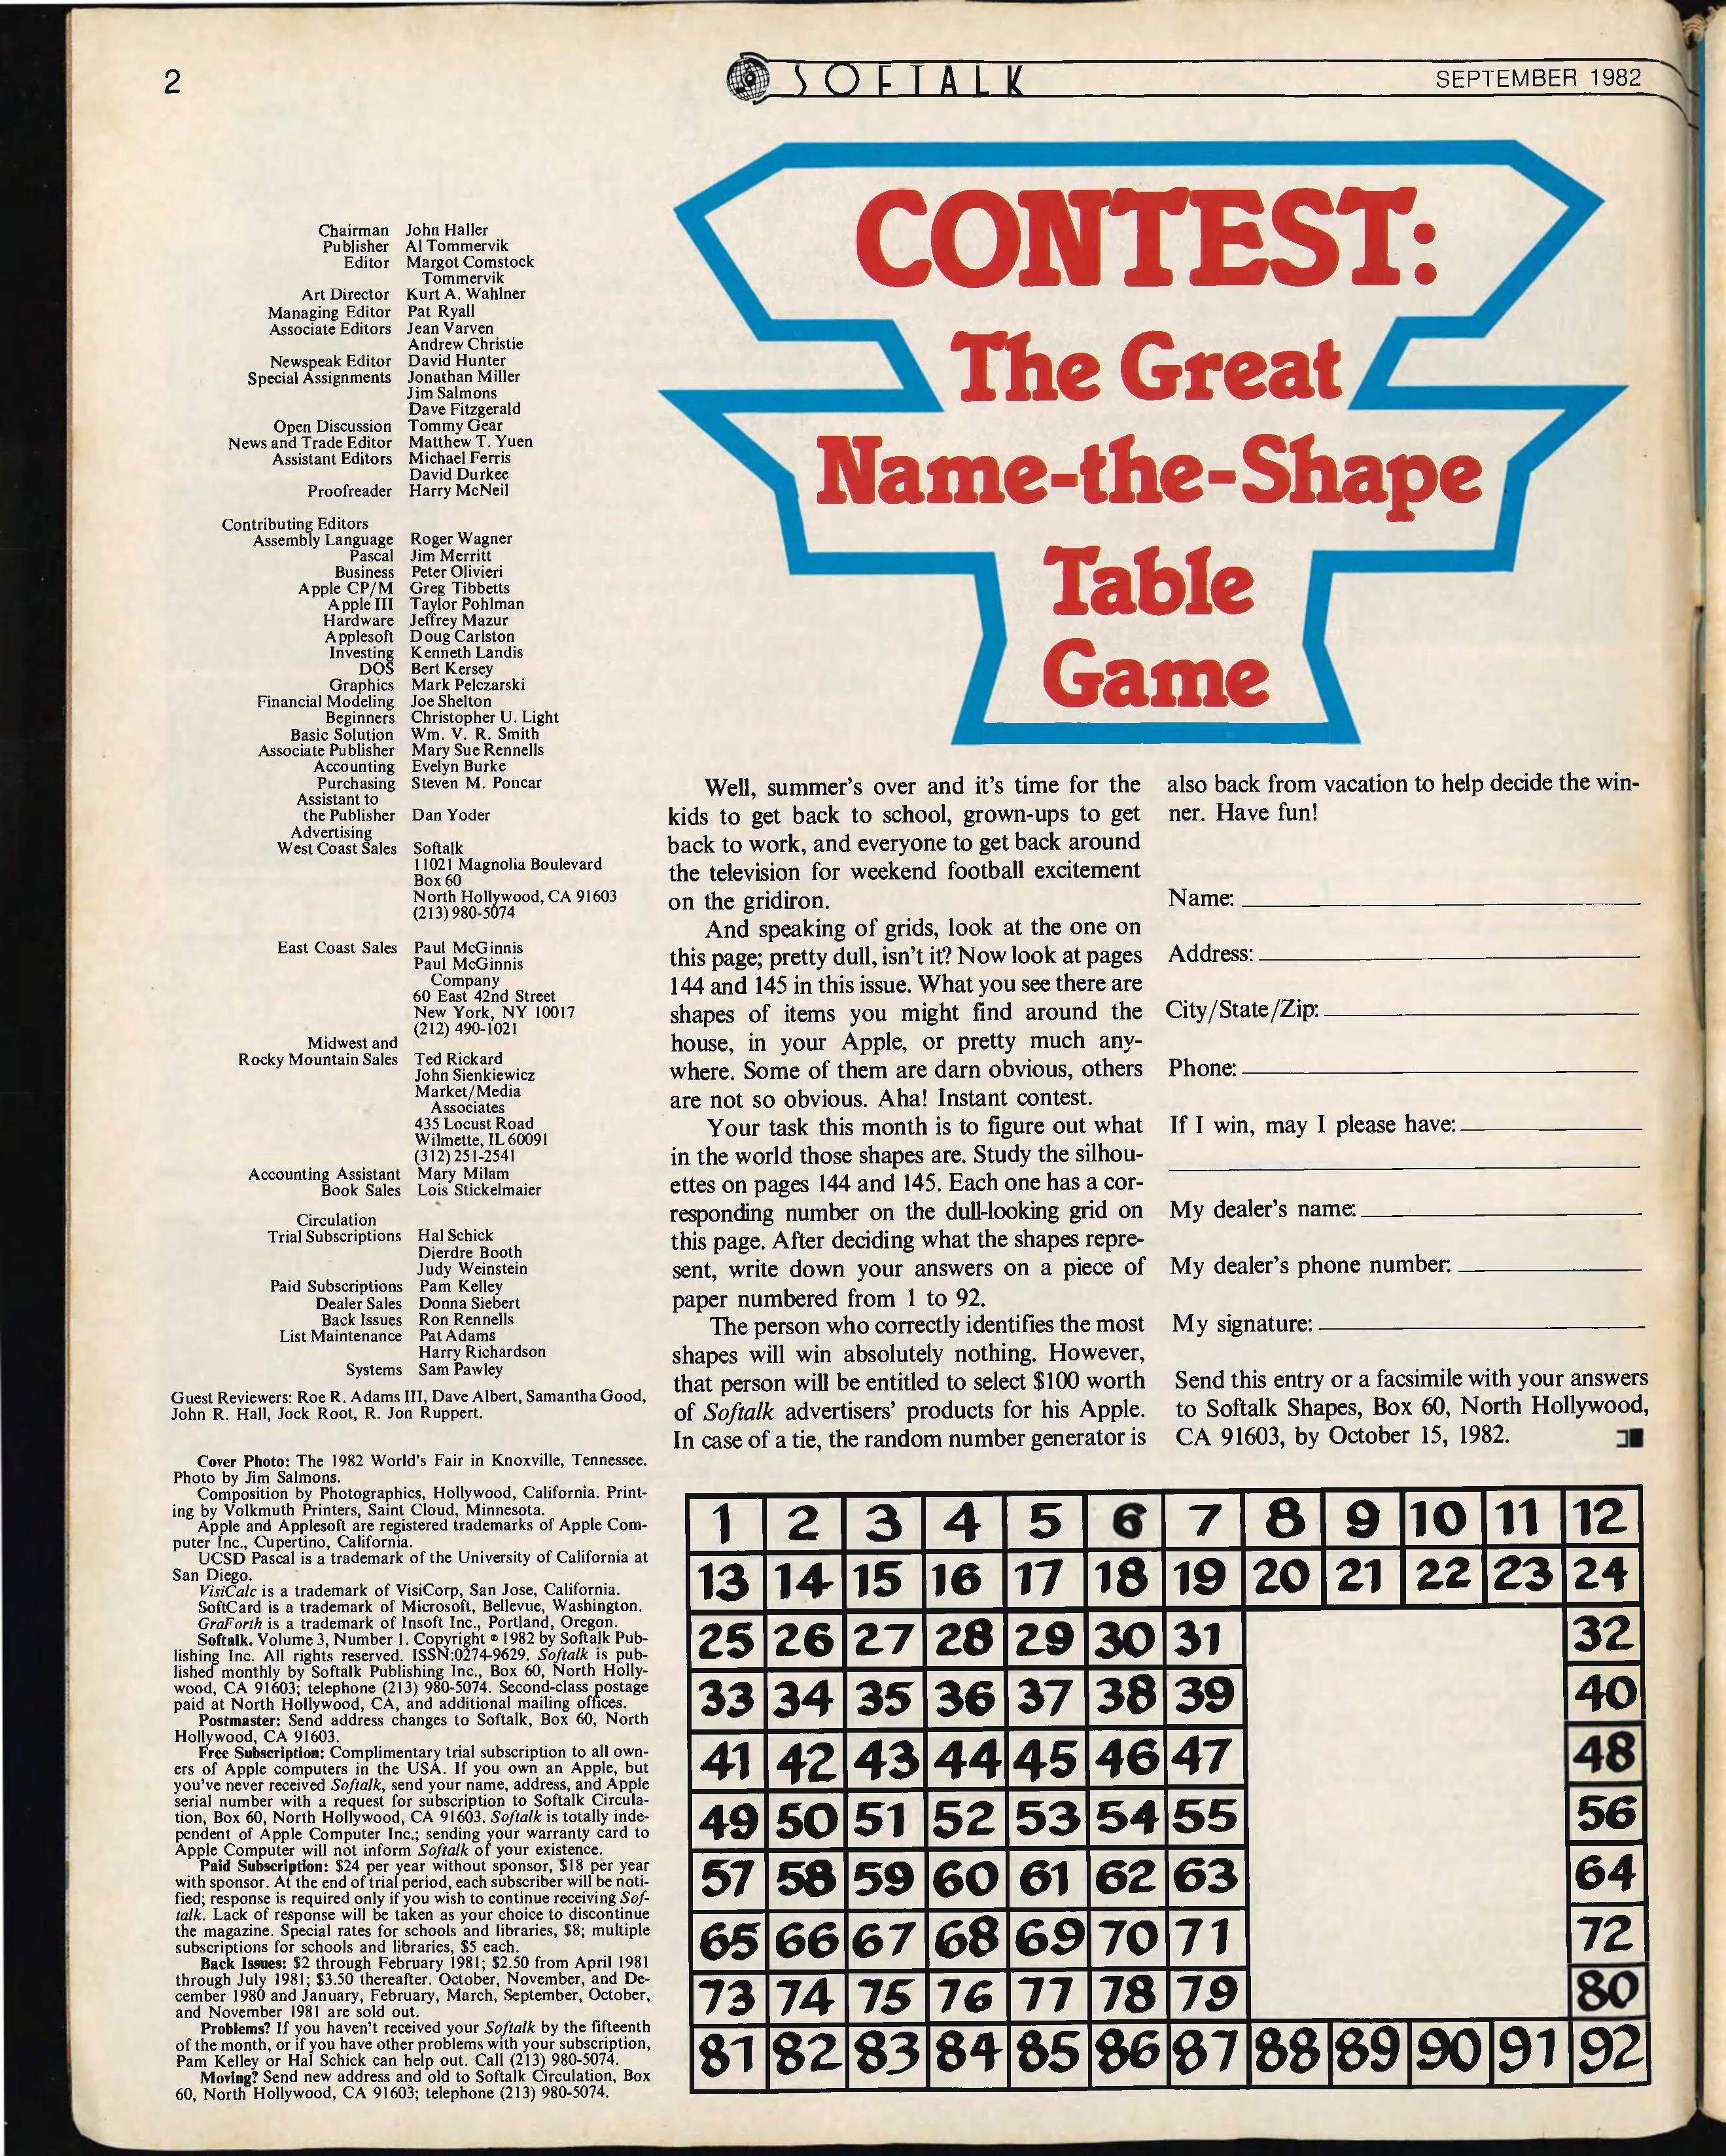 2
SOFTALK
SEPTEMBER 1982
Chairman John Haller
Publisher Al Tommervik
Editor Margot Comstock
Tommervik
Art Director Kurt A. Wahlner
Managing Editor Pat Ryall
Associate Editors Jean Varven
Andrew Christie
Newspeak Editor David Hunter
Special Assignments Jonathan Miller
Jim Salmons
Dave Fitzgerald
Open Discussion Tommy Gear
News and Trade Editor Matthew T. Yuen
Assistant Editors Michael Ferris
David Durkee
Proofreader Harry McNeil
Contributing Editors
Assembly Language Roger Wagner
Pascal Jim Merritt
Business Peter Olivieri
Apple CP/M Greg Tibbetts
Apple III Taylor Pohlman
Hardware Jeffrey Mazur
Applesoft Doug Carlston
Investing Kenneth Landis
DOS Bert Kersey
Graphics Mark Pelczarski
Financial Modeling Joe Shelton
Beginners Christopher U. Light
Basic Solution Wm. V. R. Smith
Associate Publisher Mary Sue Rennells
Accounting Evelyn Burke
Purchasing Steven M. Poncar
Assistant to
the Publisher Dan Yoder
Advertising
West Coast Sales Softalk
11021 Magnolia Boulevard
Box 60
North Hollywood, CA 91603
(213) 980-5074
East Coast Sales Paul McGinnis
Paul McGinnis
Company
60 East 42nd Street
New York, NY 10017
(212) 490-1021
Midwest and
Rocky Mountain Sales Ted Rickard
John Sienkiewicz
Market/Media
Associates
435 Locust Road
Wilmette, IL 60091
(312) 251-2541
Accounting Assistant Mary Milam
Book Sales Lois Stickelmaier
Circulation
Trial Subscriptions Hal Schick
Dierdre Booth
Judy Weinstein
Paid Subscriptions Pam Kelley
Dealer Sales Donna Siebert
Back Issues Ron Rennells
List Maintenance Pat Adams
Harry Richardson
Systems Sam Pawley
Guest Reviewers: Roe R. Adams III, Dave Albert, Samantha Good,
John R. Hall, Jock Root, R. Jon Ruppert.
Cover Photo: The 1982 World's Fair in Knoxville, Tennessee.
Photo by Jim Salmons.
Composition by Photographics, Hollywood, California. Print-
ing by Volkmuth Printers, Saint Cloud, Minnesota.
Apple and Applesoft are registered trademarks of Apple Com-
puter Inc., Cupertino, California.
UCSD Pascal is a trademark of the University of California at
San Diego.
VisiCalc is a trademark of VisiCorp, San Jose, California.
SoftCard is a trademark of Microsoft, Bellevue, Washington.
GraForth is a trademark of Insoft Inc., Portland, Oregon.
Softalk. Volume 3, Number 1. Copyright © 1982 by Softalk Pub-
lishing Inc. All rights reserved. ISSN:0274-9629. Softalk is pub-
lished monthly by Softalk Publishing Inc., Box 60, North Holly-
wood, CA 91603; telephone (213) 980-5074. Second-class postage
paid at North Hollywood, CA, and additional mailing offices.
Postmaster: Send address changes to Softalk, Box 60, North
Hollywood, CA 91603.
Free Subscription: Complimentary trial subscription to all own-
ers of Apple computers in the USA. If you own an Apple, but
you've never received Softalk, send your name, address, and Apple
serial number with a request for subscription to Softalk Circula-
tion, Box 60, North Hollywood, CA 91603. Softalk is totally inde-
pendent of Apple Computer Inc.; sending your warranty card to
Apple Computer will not inform Softalk of your existence.
Paid Subscription: $24 per year without sponsor, $18 per year
with sponsor. At the end of trial period, each subscriber will be noti-
fied; response is required only if you wish to continue receiving Sof-
talk. Lack of response will be taken as your choice to discontinue
the magazine. Special rates for schools and libraries, $8; multiple
subscriptions for schools and libraries, $5 each.
Back Issues: $2 through February 1981; $2.50 from April 1981
through July 1981; $3.50 thereafter. October, November, and De-
cember 1980 and January, February, March, September, October,
and November 1981 are sold out.
Problems? If you haven't received your Softalk by the fifteenth
of the month, or if you have other problems with your subscription,
Pam Kelley or Hal Schick can help out. Call (213) 980-5074.
Moving? Send new address and old to Softalk Circulation, Box
60, North Hollywood, CA 91603; telephone (213) 980-5074.
CONTEST:
The Great
Name-the-Shape
Table
Game
Well, summer's over and it's time for the
kids to get back to school, grown-ups to get
back to work, and everyone to get back around
the television for weekend football excitement
on the gridiron.
And speaking of grids, look at the one on
this page; pretty dull, isn't it? Now look at pages
144 and 145 in this issue. What you see there are
shapes of items you might find around the
house, in your Apple, or pretty much any-
where. Some of them are darn obvious, others
are not so obvious. Aha! Instant contest.
Your task this month is to figure out what
in the world those shapes are. Study the silhou-
ettes on pages 144 and 145. Each one has a cor-
responding number on the dull-looking grid on
this page. After deciding what the shapes repre-
sent, write down your answers on a piece of
paper numbered from 1 to 92.
The person who correctly identifies the most
shapes will win absolutely nothing. However,
that person will be entitled to select $100 worth
of Softalk advertisers' products for his Apple.
In case of a tie, the random number generator is
also back from vacation to help decide the win-
ner. Have fun!
Name:
Address:
City/State/Zip:
Phone:
If I win, may I please have:
My dealer's name:
My dealer's phone number:
My signature:
Send this entry or a facsimile with your answers
to Softalk Shapes, Box 60, North Hollywood,
CA 91603, by October 15, 1982.
1 2 3 4 5 6 7 8 9 10 11 12
13 14 15 16 17 18 19 20 21 22 23 24
25 26 27 28 29 30 31 32
33 34 35 36 37 38 39 40
41 42 43 44 45 46 47 48
49 50 51 52 53 54 55 56
57 58 59 60 61 62 63 64
65 66 67 68 69 70 71 72
73 74 75 76 77 78 79 80
81 82 83 84 85 86 87 88 89 90 91 92